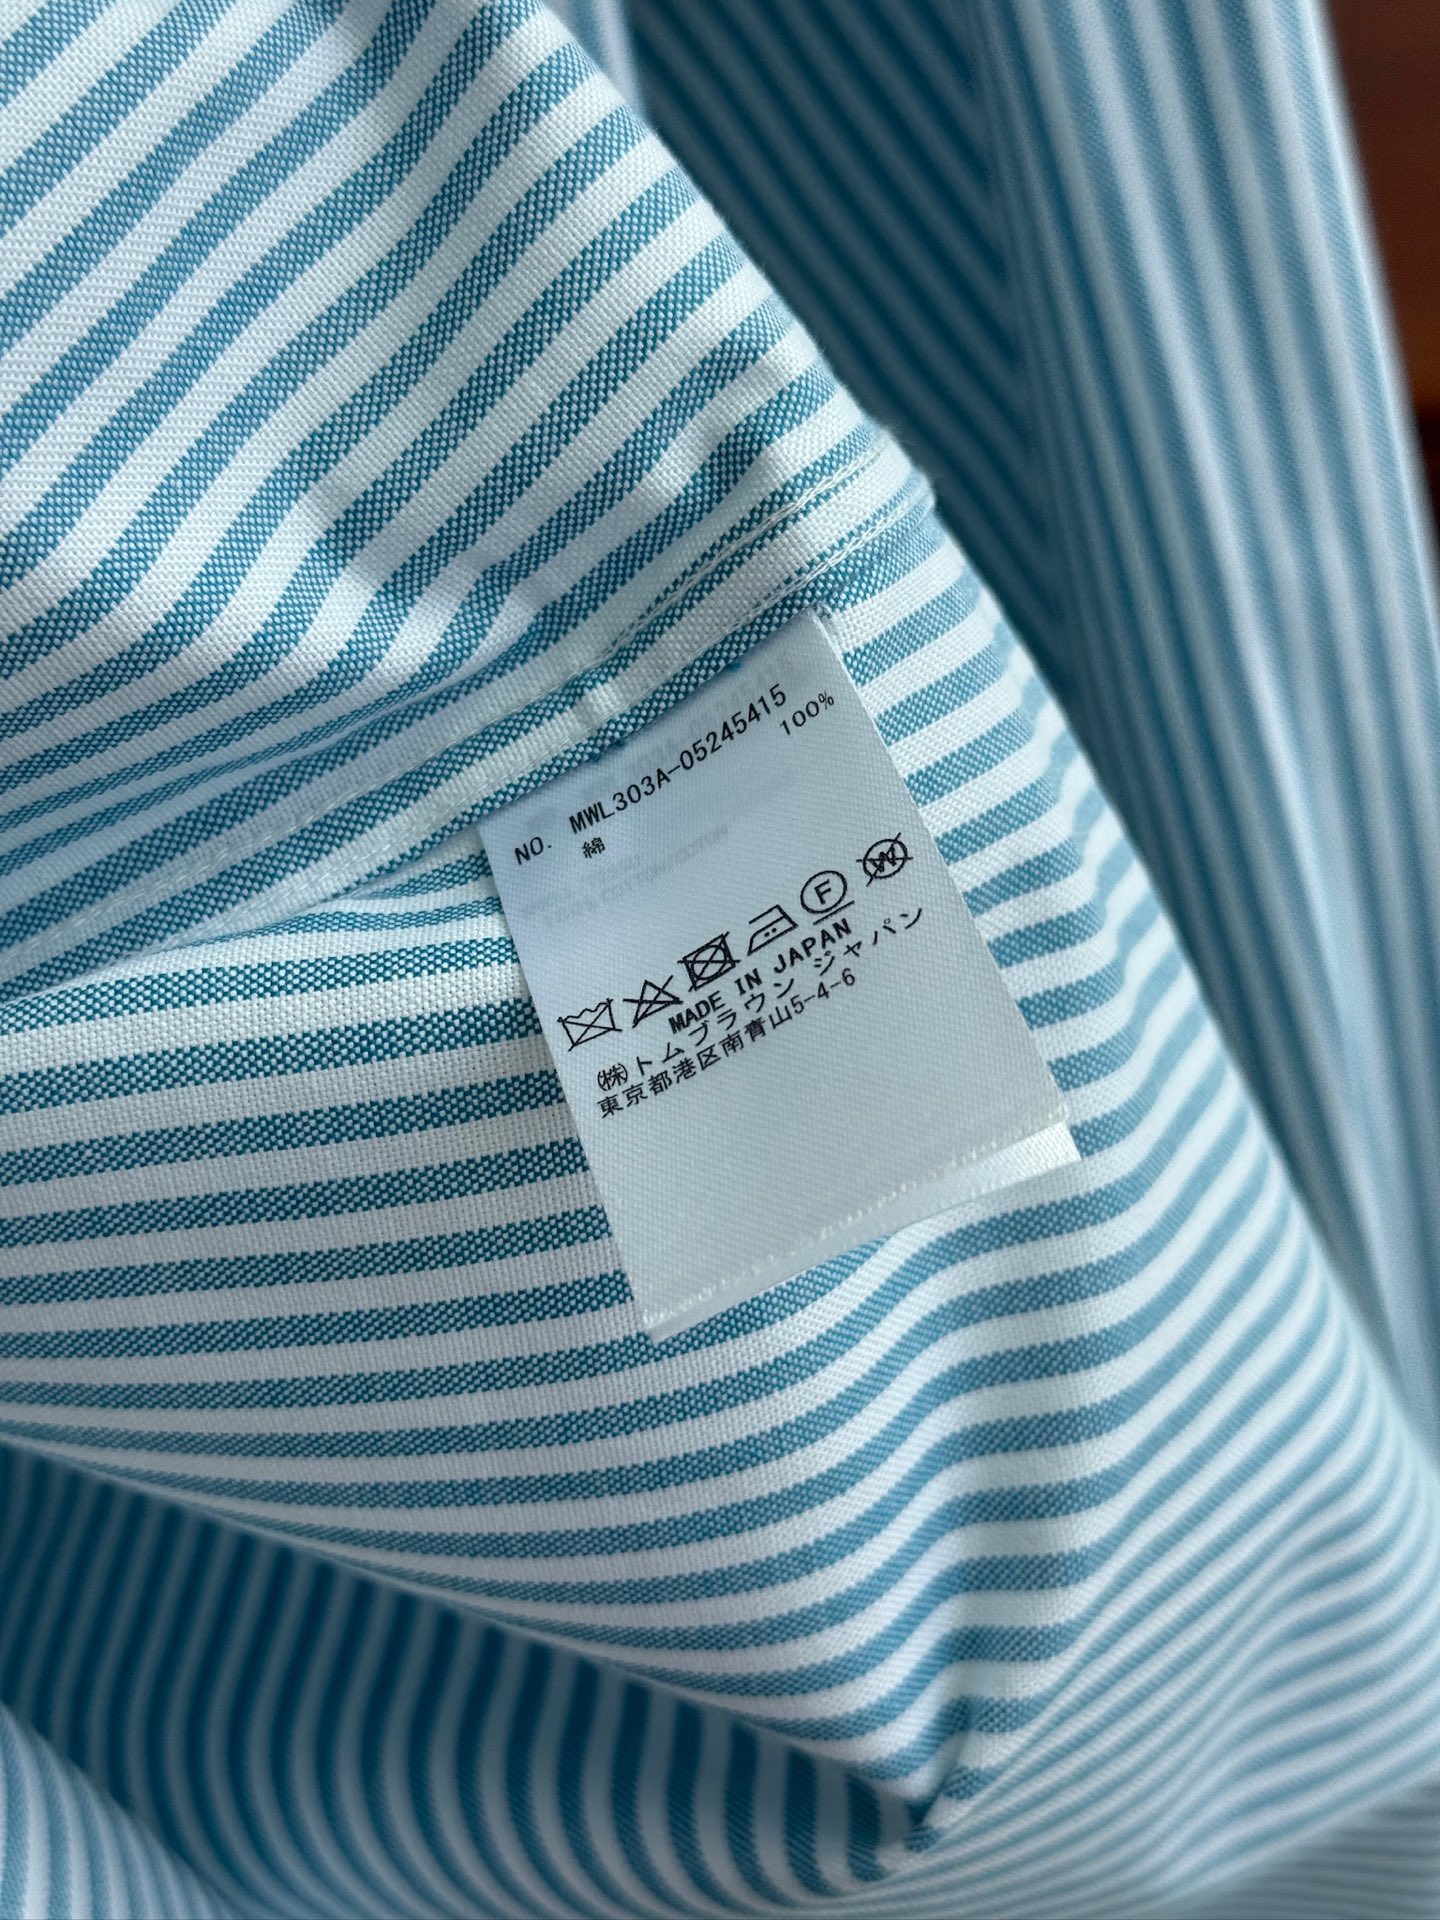 NO. MWL303A-05245415
綿 100%
F W
MADE IN JAPAN
㈱トムブラウン ジャパン
東京都港区南青山5-4-6